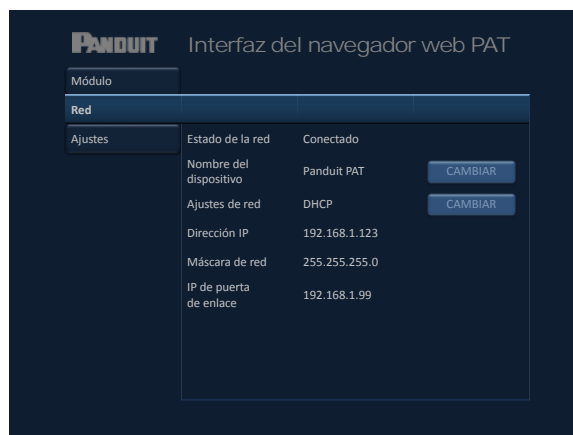 PANDUIT Interfaz del navegador web PAT
Módulo
Red
Ajustes
Estado de la red Conectado
Nombre del
dispositivo Panduit PAT CAMBIAR
Ajustes de red DHCP CAMBIAR
Dirección IP 192.168.1.123
Máscara de red 255.255.255.0
IP de puerta
de enlace 192.168.1.99